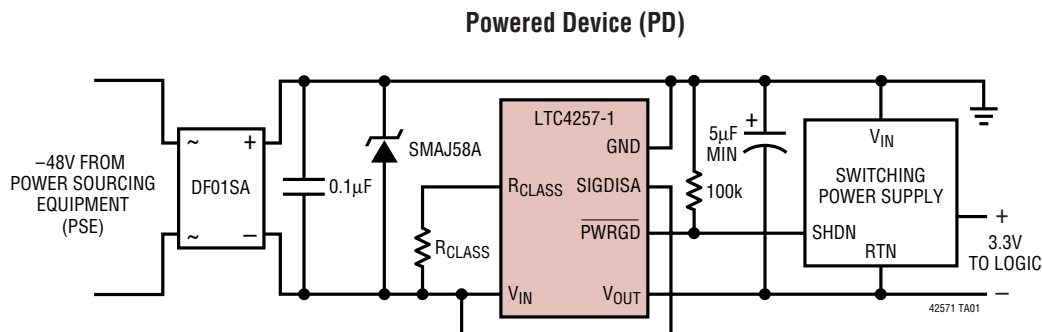 Powered Device (PD)
–48V FROM
POWER SOURCING
EQUIPMENT
(PSE)
~ +
DF01SA
~ –
0.1µF
SMAJ58A
R_CLASS
LTC4257-1
GND
R_CLASS SIGDISA
PWRGD
V_IN V_OUT
100k
5µF
MIN
+
V_IN
SWITCHING
POWER SUPPLY
SHDN
RTN
+
3.3V
TO LOGIC
–
42571 TA01